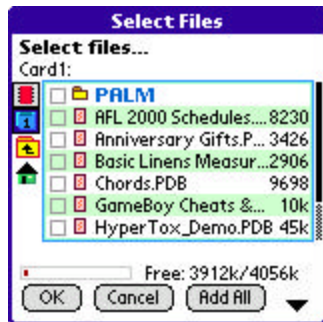 Select Files
Select files...
Card1:
PALM
AFL 2000 Schedules.... 8230
Anniversary Gifts.P... 3426
Basic Linens Measur... 2906
Chords.PDB 9698
GameBoy Cheats &... 10k
HyperTox_Demo.PDB 45k
Free: 3912k/4056k
OK Cancel Add All